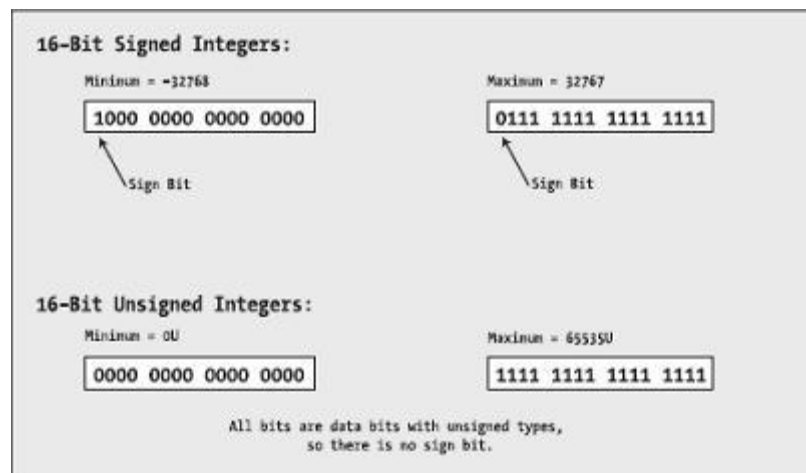 16-Bit Signed Integers:
Minimum = -32768
Maximum = 32767
1000 0000 0000 0000
0111 1111 1111 1111
Sign Bit
Sign Bit
16-Bit Unsigned Integers:
Minimum = 0U
Maximum = 65535U
0000 0000 0000 0000
1111 1111 1111 1111
All bits are data bits with unsigned types,
so there is no sign bit.